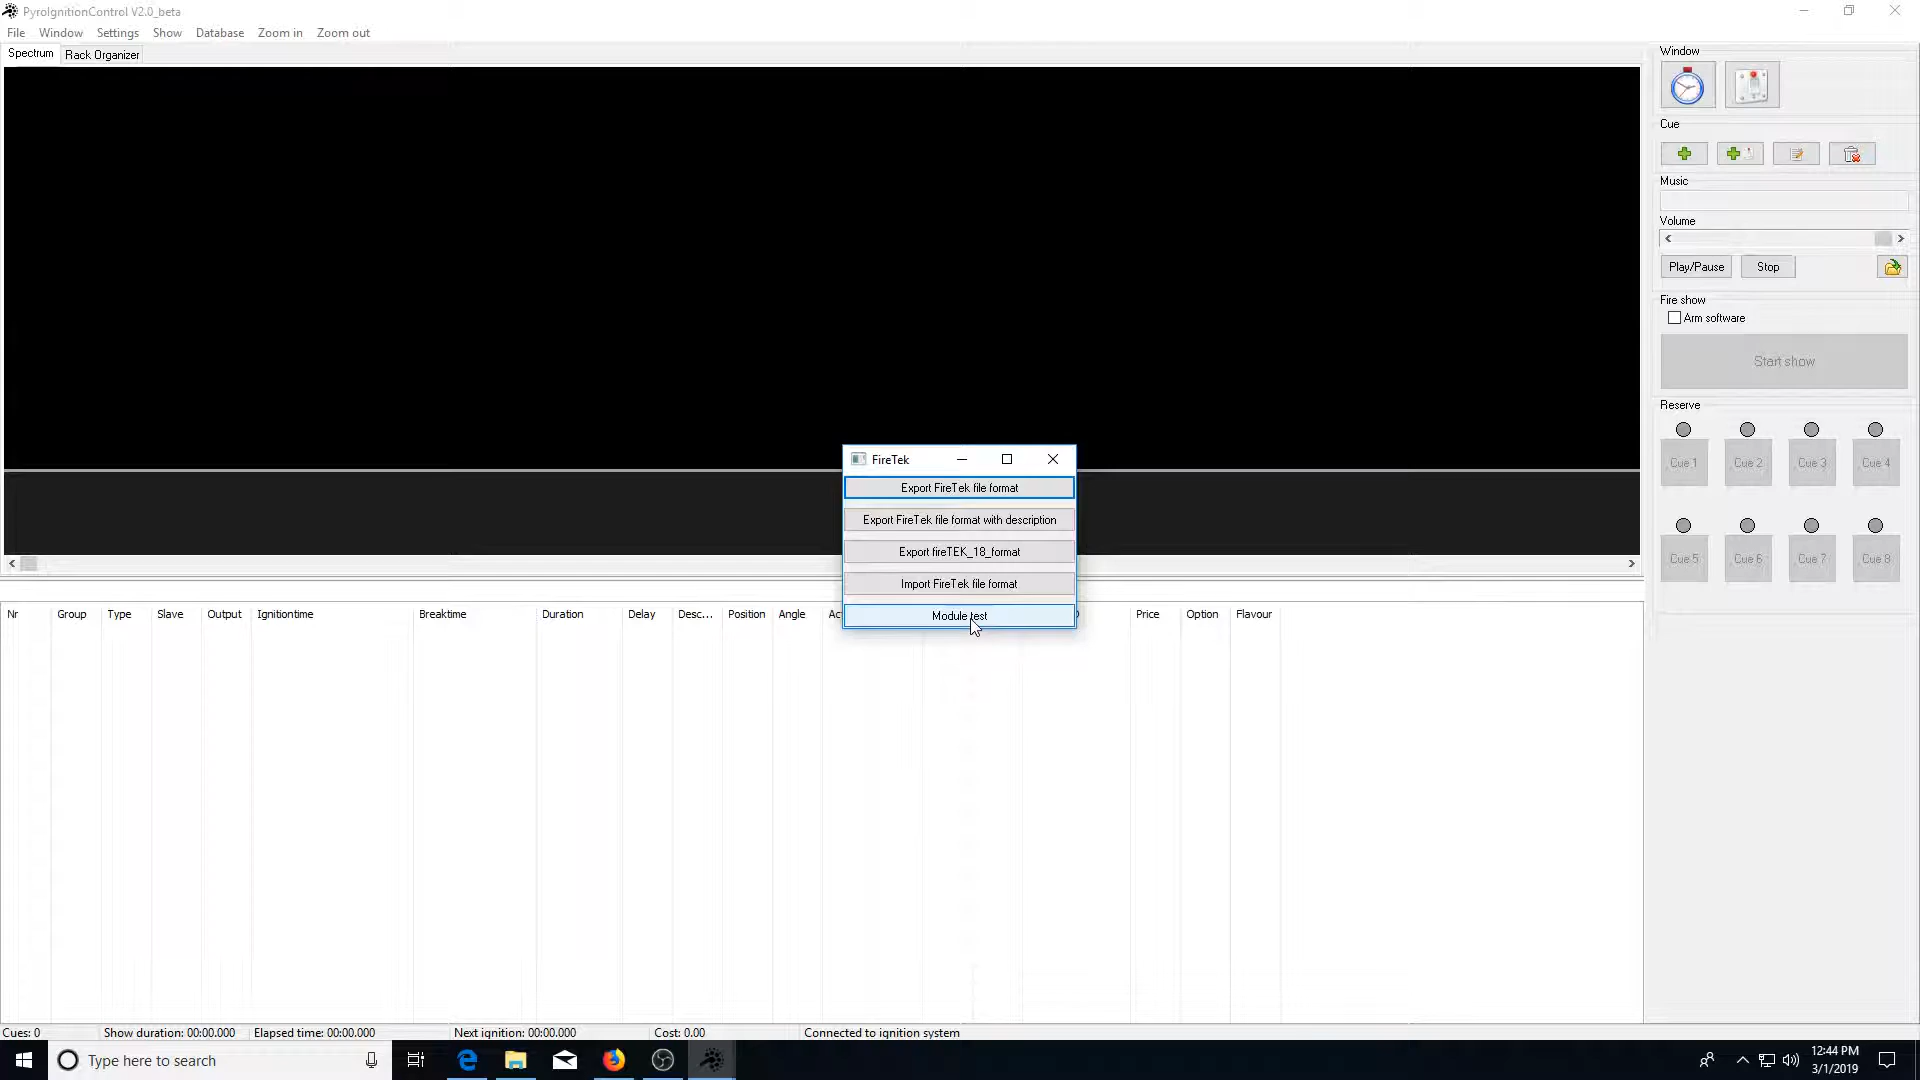 PyroIgnitionControl V2.0_beta
File Window Settings Show Database Zoom in Zoom out
Spectrum Rack Organizer
Window
Cue
Music
Volume
Play/Pause Stop
Fire show
Arm software
Start show
Reserve
Cue 1 Cue 2 Cue 3 Cue 4
Cue 5 Cue 6 Cue 7 Cue 8
FireTek
Export FireTek file format
Export FireTek file format with description
Export fireTEK_18_format
Import FireTek file format
Module test
Nr Group Type Slave Output Ignitiontime Breaktime Duration Delay Desc... Position Angle Price Option Flavour
Cues: 0 Show duration: 00:00.000 Elapsed time: 00:00.000 Next ignition: 00:00.000 Cost: 0.00 Connected to ignition system
Type here to search
12:44 PM
3/1/2019